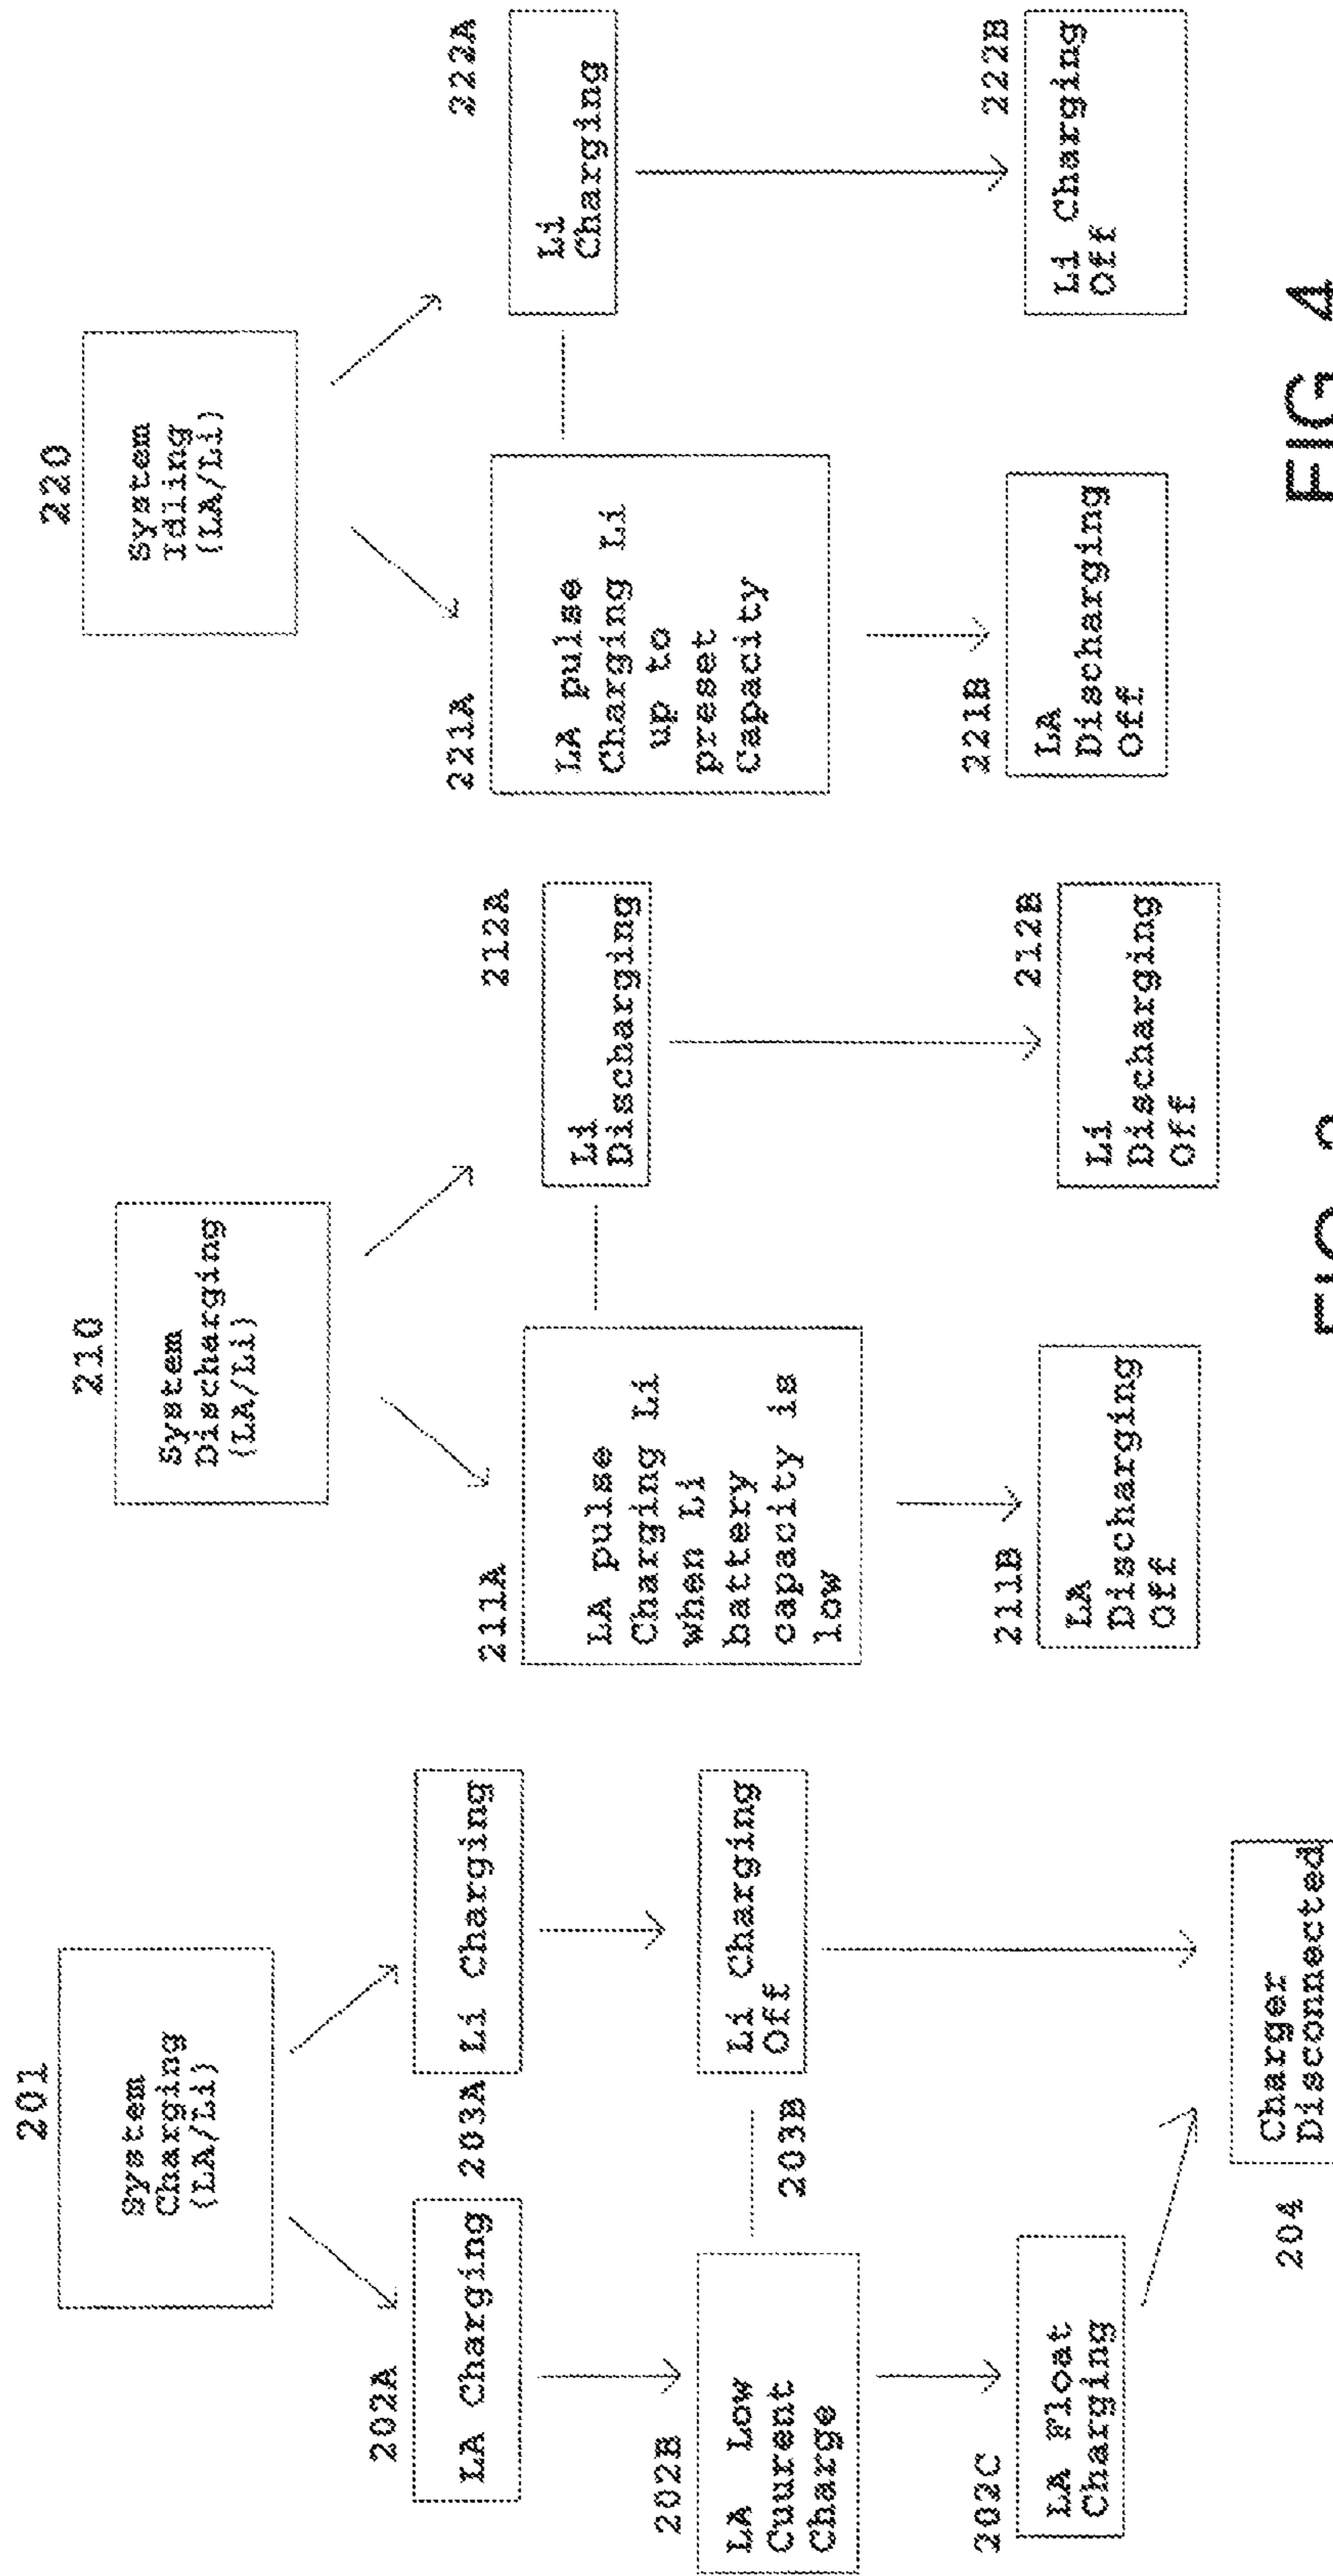 201
System
Charging
(LA/Li)
202A
LA Charging
203A
Li Charging
202B
LA Low
Cuurent
Charge
203B
Li Charging
Off
202C
LA Float
Charging
204
Charger
Disconnected
210
System
Discharging
(LA/Li)
211A
LA pulse
Charging Li
when Li
battery
capacity is
low
212A
Li
Discharging
211B
LA
Discharging
Off
212B
Li
Discharging
Off
FIG
220
System
Idling
(LA/Li)
221A
LA pulse
Charging Li
up to
preset
Capacity
222A
Li
Charging
221B
LA
Discharging
Off
222B
Li Charging
Off
FIG 4